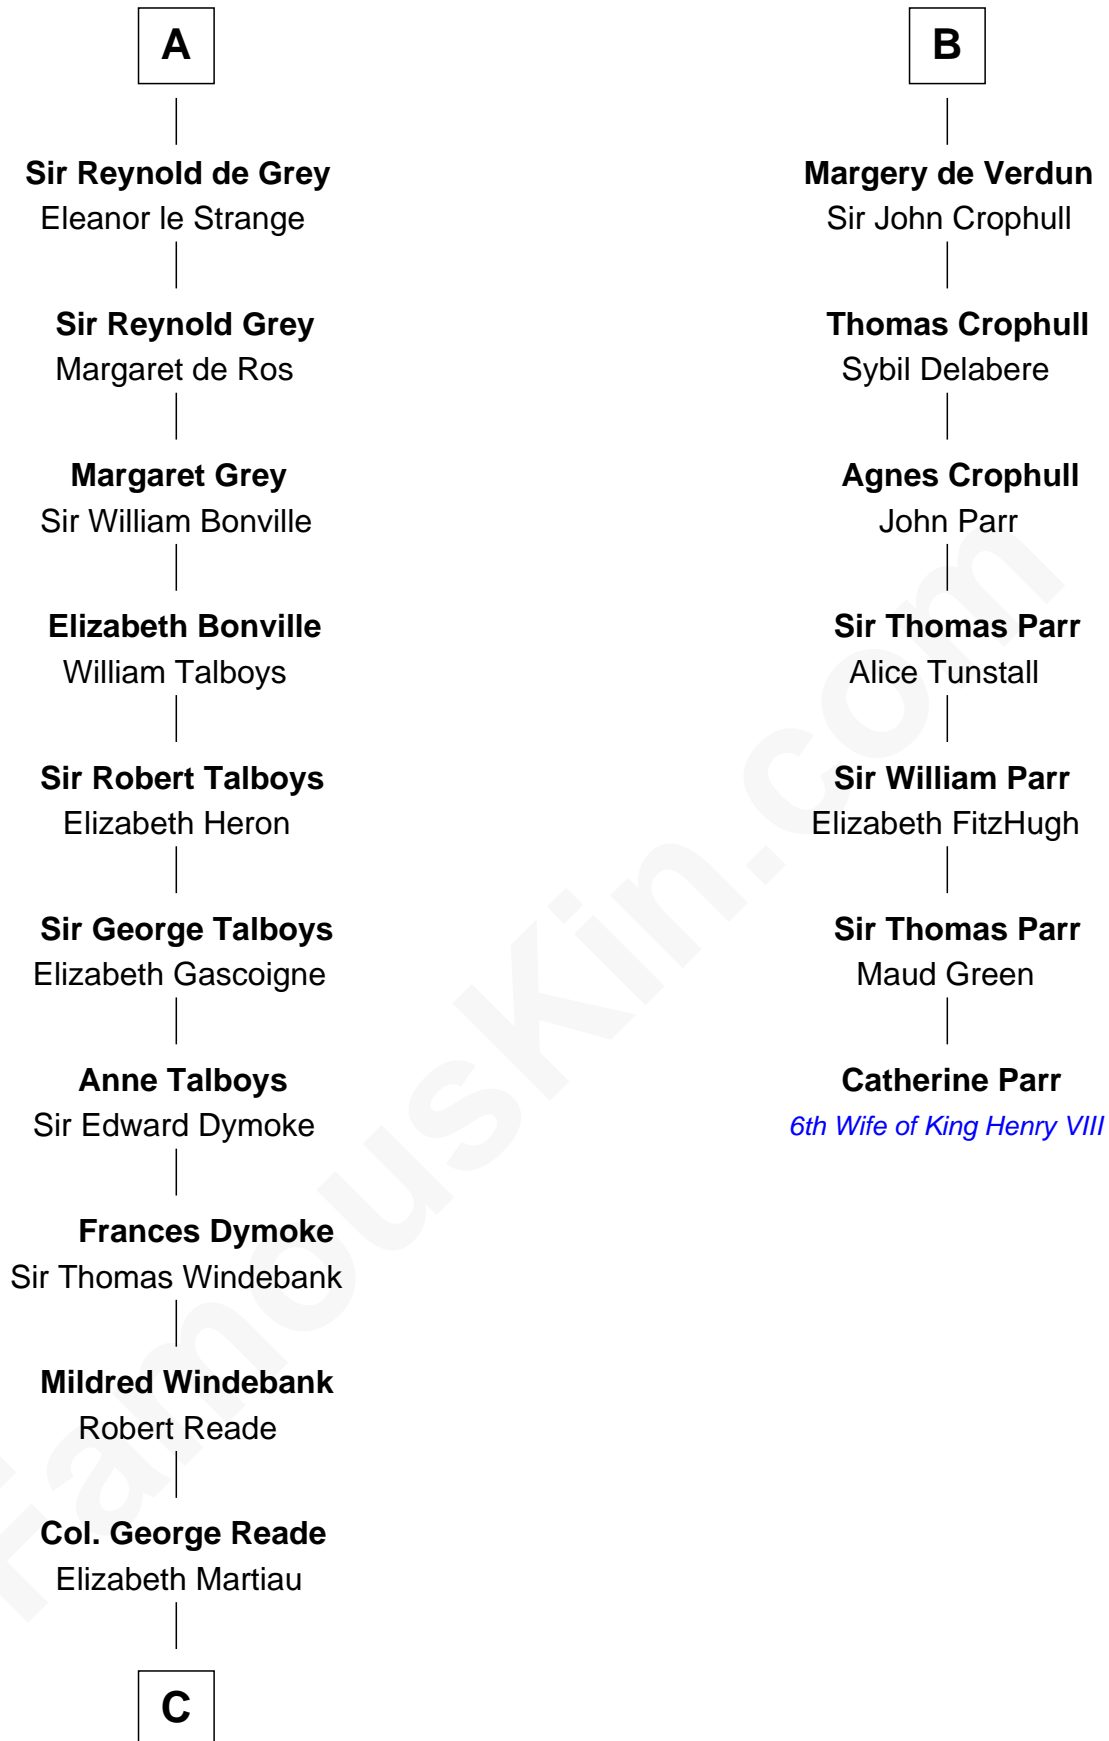 A
Sir Reynold de Grey
Eleanor le Strange
Sir Reynold Grey
Margaret de Ros
Margaret Grey
Sir William Bonville
Elizabeth Bonville
William Talboys
Sir Robert Talboys
Elizabeth Heron
Sir George Talboys
Elizabeth Gascoigne
Anne Talboys
Sir Edward Dymoke
Frances Dymoke
Sir Thomas Windebank
Mildred Windebank
Robert Reade
Col. George Reade
Elizabeth Martiau
C
B
Margery de Verdun
Sir John Crophull
Thomas Crophull
Sybil Delabere
Agnes Crophull
John Parr
Sir Thomas Parr
Alice Tunstall
Sir William Parr
Elizabeth FitzHugh
Sir Thomas Parr
Maud Green
Catherine Parr
6th Wife of King Henry VIII
FamousKin.com